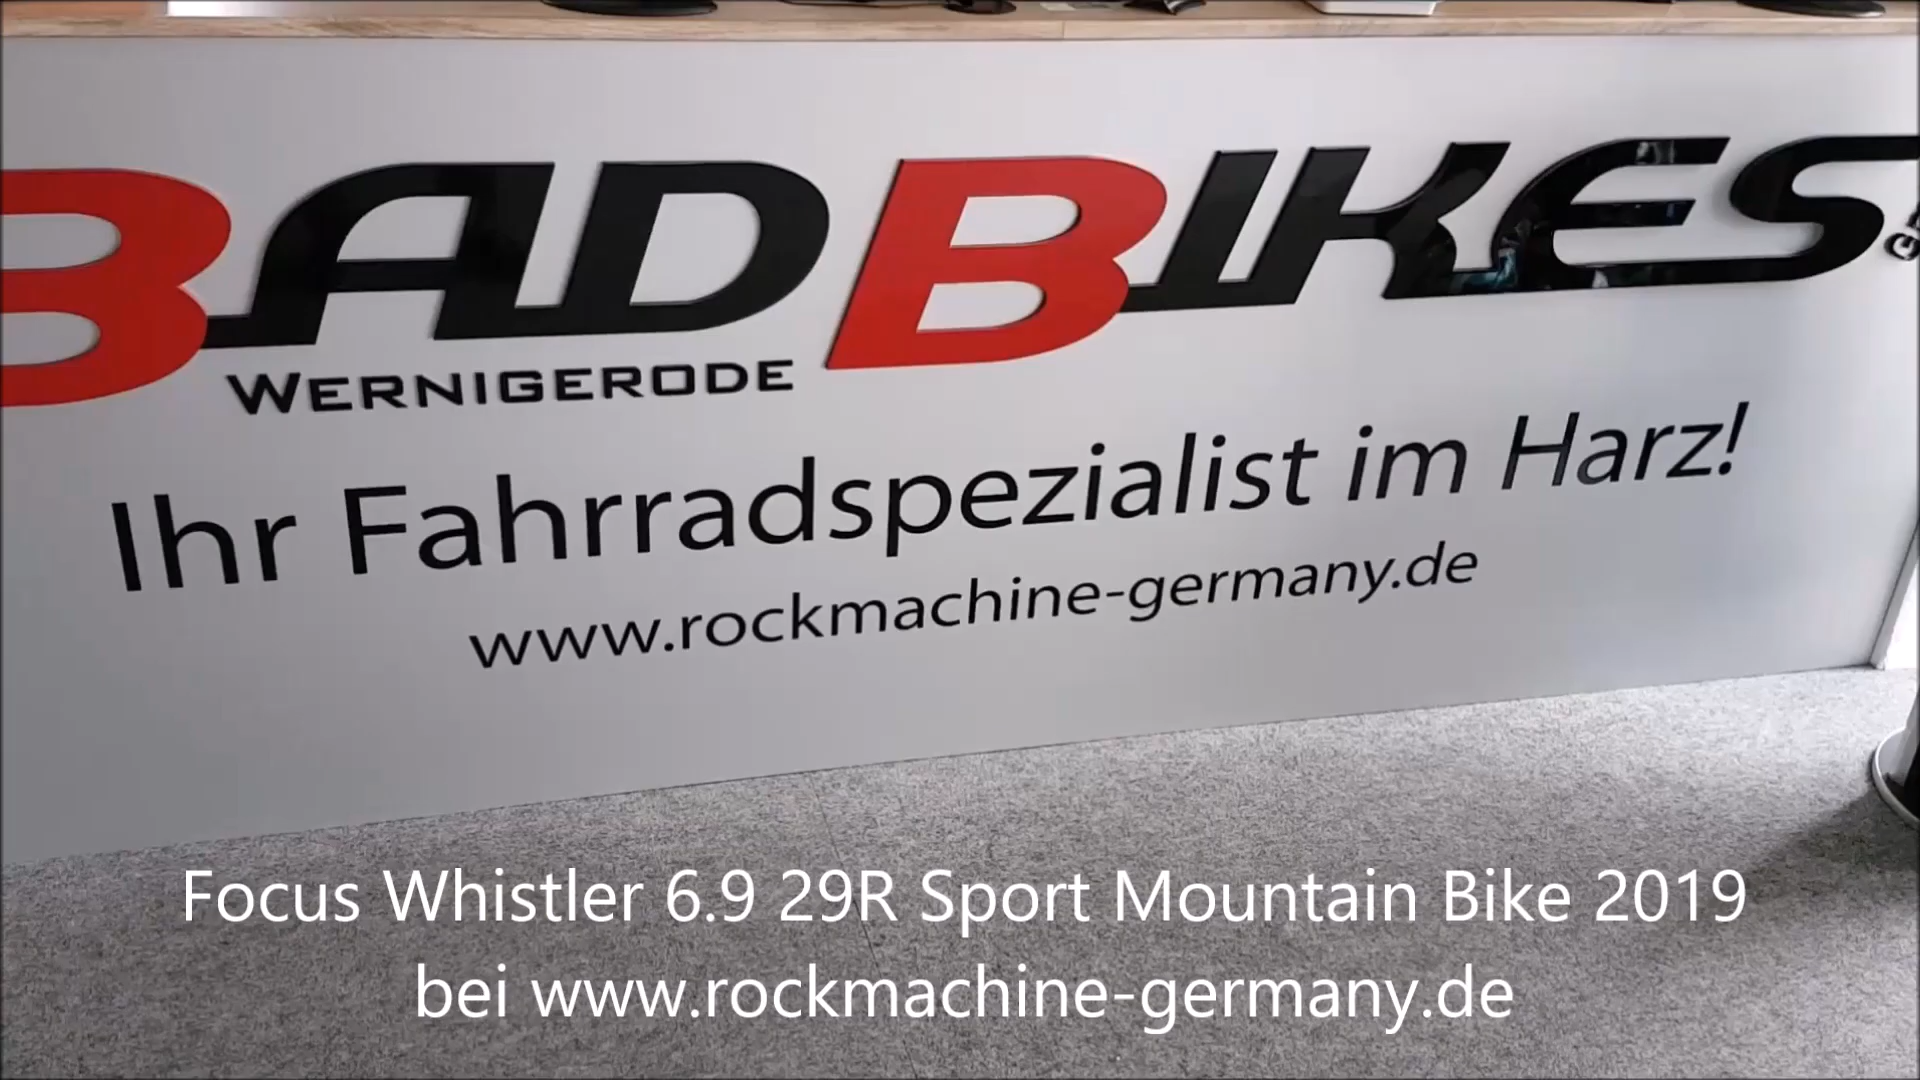 BADBIKES
WERNIGERODE
Ihr Fahrradspezialist im Harz!
www.rockmachine-germany.de
Focus Whistler 6.9 29R Sport Mountain Bike 2019
bei www.rockmachine-germany.de